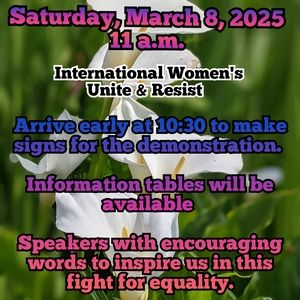 Saturday, March 8, 2025
11 a.m.
International Women's
Unite & Resist
Arrive early at 10:30 to make
signs for the demonstration.
Information tables will be
available
Speakers with encouraging
words to inspire us in this
fight for equality.